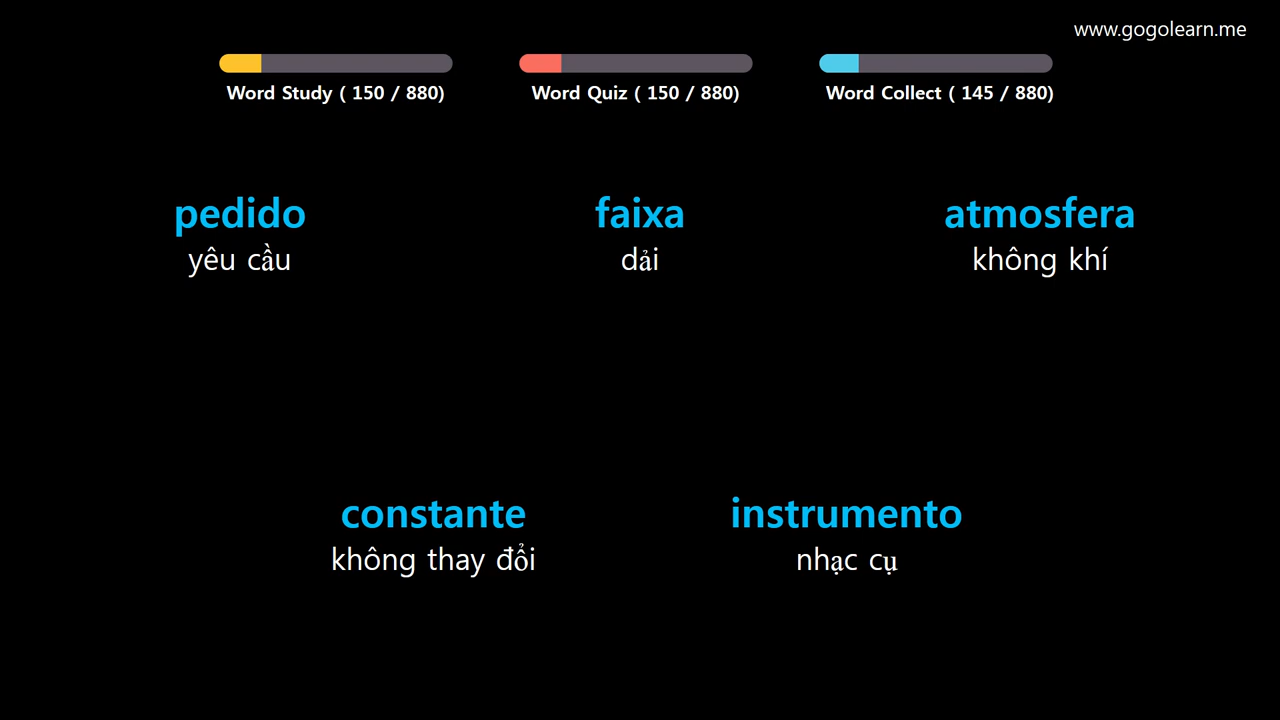 www.gogolearn.me
Word Study ( 150 / 880)
Word Quiz ( 150 / 880)
Word Collect ( 145 / 880)
pedido
yêu cầu
faixa
dải
atmosfera
không khí
constante
không thay đổi
instrumento
nhạc cụ